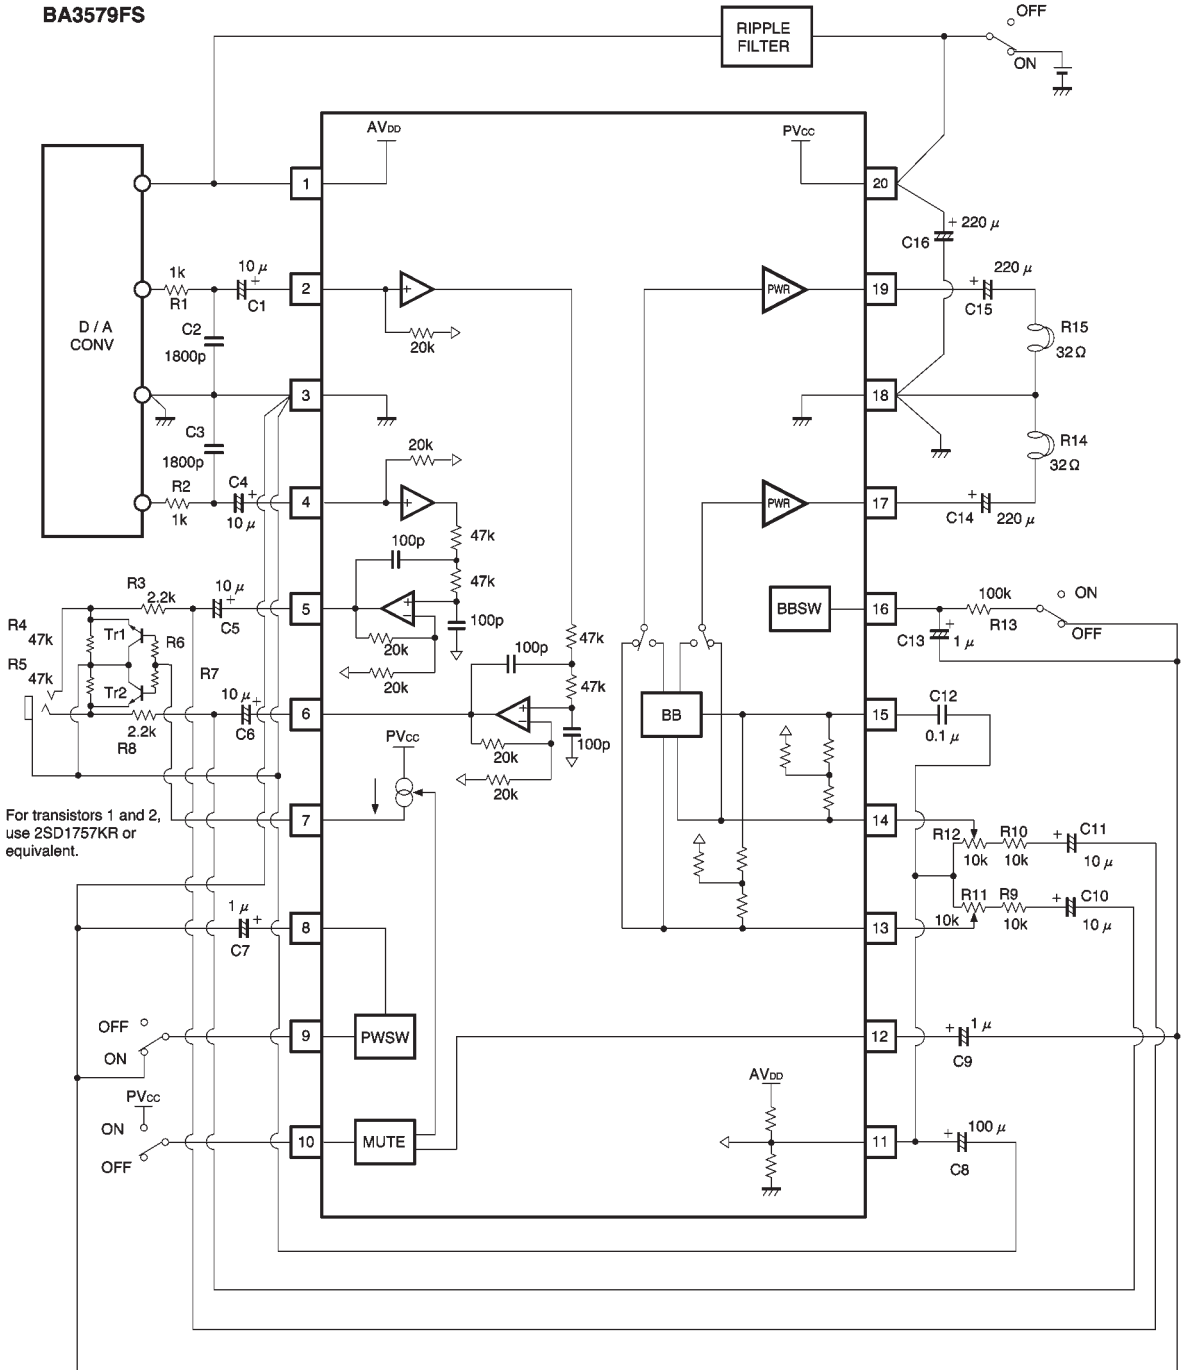 BA3579FS
RIPPLE
FILTER
OFF
ON
AVDD
PVCC
1
20
+ 220 μ
C16
D / A
CONV
1k
R1
10 μ
+
C1
2
+
20k
PWR
19
220 μ
+
C15
R15
32Ω
C2
1800p
3
18
C3
1800p
R14
32Ω
R2
1k
C4
+
10 μ
4
20k
+
PWR
17
+
C14
220 μ
47k
100p
47k
R3
2.2k
10 μ
+
C5
5
+
−
100p
20k
20k
BBSW
16
100k
R13
ON
OFF
C13
+
1 μ
R4
47k
Tr1
R6
R5
47k
Tr2
R7
2.2k
R8
10 μ
+
C6
6
47k
100p
47k
+
−
100p
20k
20k
BB
15
C12
0.1 μ
PVCC
7
For transistors 1 and 2,
use 2SD1757KR or
equivalent.
14
R12
10k
R10
10k
+
C11
10 μ
R11
10k
R9
10k
+
C10
10 μ
13
1 μ
+
C7
8
OFF
ON
9
PWSW
12
+
1 μ
C9
PVCC
ON
OFF
10
MUTE
AVDD
11
+
100 μ
C8